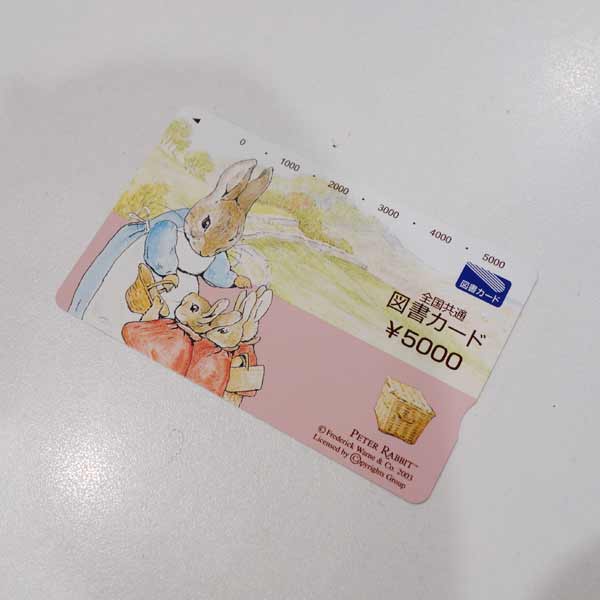 0 ・ 1000 ・ 2000 ・ 3000 ・ 4000 ・ 5000
図書カード
全国共通
図書カード
¥5000
PETER RABBIT™
© Frederick Warne & Co. 2003
Licensed by Copyrights Group